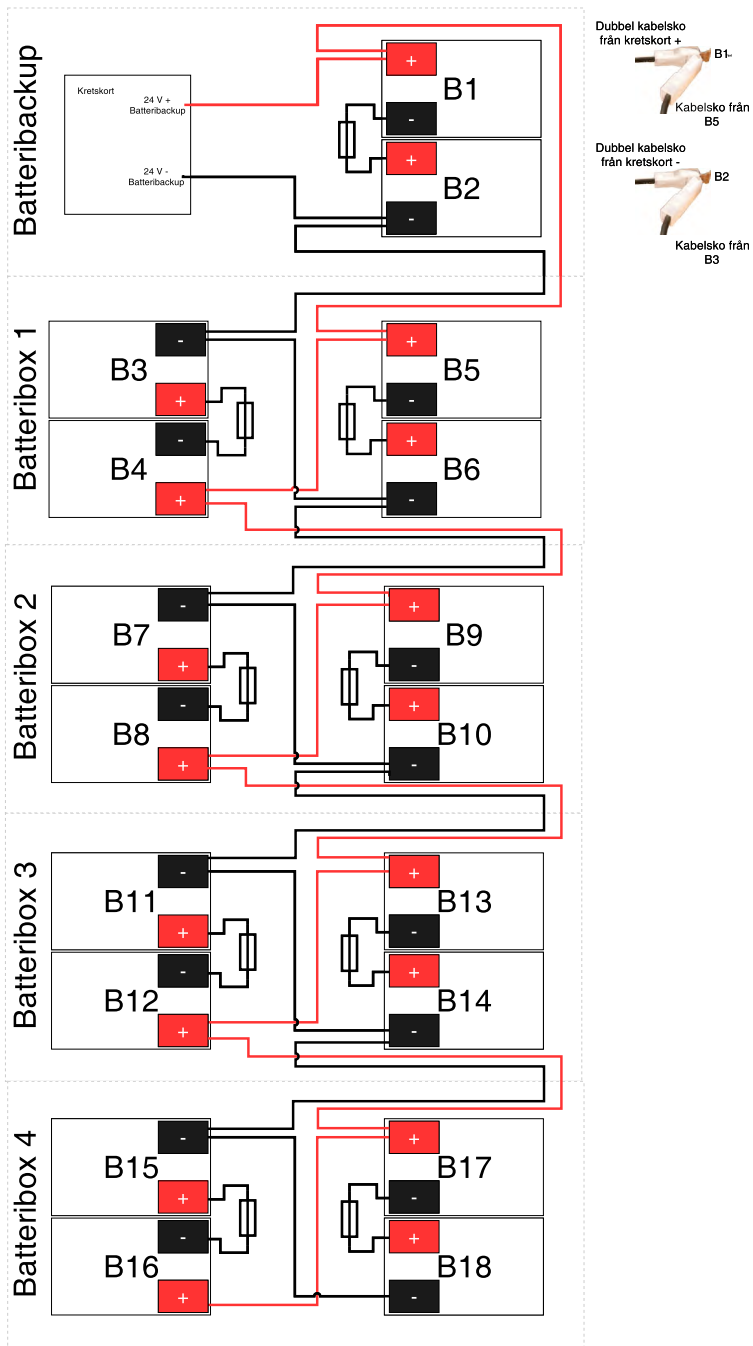 Batteribackup
Kretskort
24 V +
Batteribackup
24 V -
Batteribackup
+
B1
-
+
B2
-
Dubbel kabelsko
från kretskort +
B1
Kabelsko från
B5
Dubbel kabelsko
från kretskort -
B2
Kabelsko från
B3
Batteribox 1
-
B3
+
-
B4
+
+
B5
-
+
B6
-
Batteribox 2
-
B7
+
-
B8
+
+
B9
-
+
B10
-
Batteribox 3
-
B11
+
-
B12
+
+
B13
-
+
B14
-
Batteribox 4
-
B15
+
-
B16
+
+
B17
-
+
B18
-